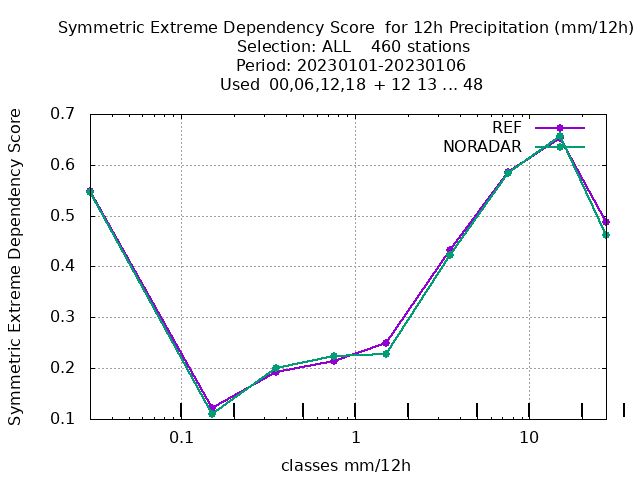 Symmetric Extreme Dependency Score  for 12h Precipitation (mm/12h)
Selection: ALL    460 stations
Period: 20230101-20230106
Used  00,06,12,18  + 12 13 ... 48
Symmetric Extreme Dependency Score
0.7
0.6
0.5
0.4
0.3
0.2
0.1
REF
NORADAR
0.1 1 10
classes mm/12h